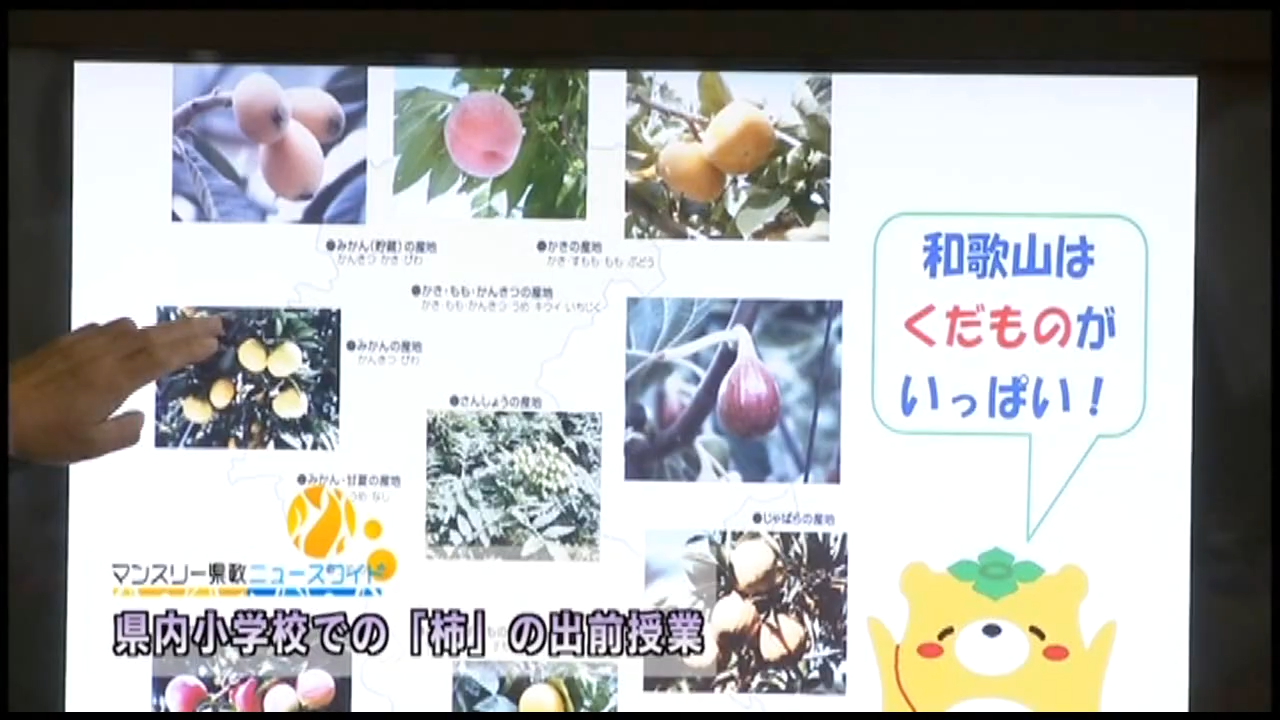 ●みかん（貯蔵）の産地
かんきつ かき びわ
●かきの産地
かき すもも もも ぶどう
●かき・もも・かんきつの産地
かき・もも・かんきつ うめ キウイ いちじく
●みかんの産地
かんきつ びわ
●さんしょうの産地
●みかん・甘夏の産地
うめ なし
●じゃばらの産地
和歌山は
くだものが
いっぱい！
マンスリー県政ニュースワイド
県内小学校での「柿」の出前授業